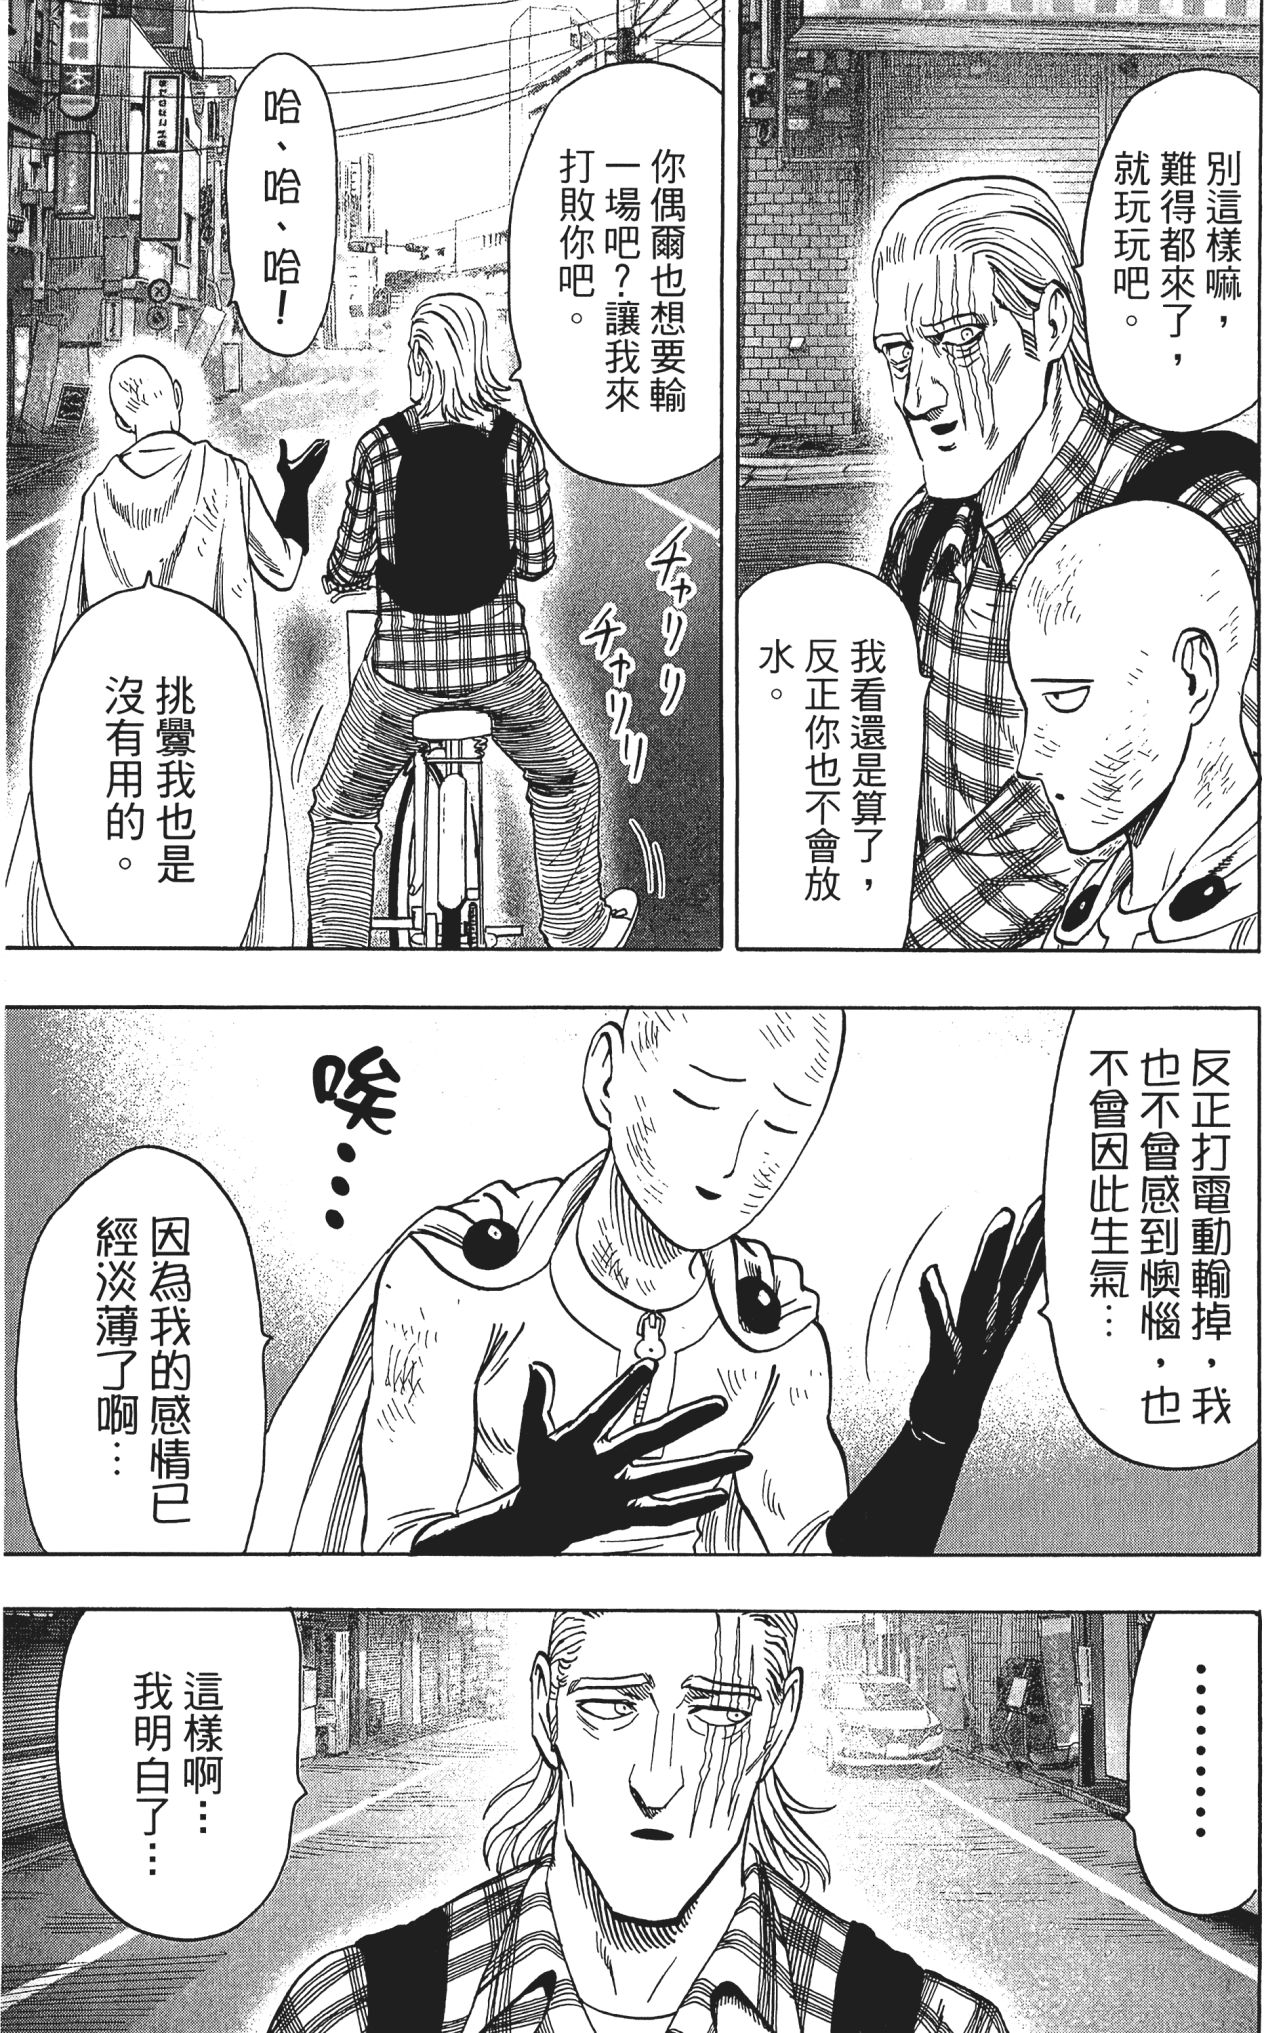 別這樣嘛，
難得都來了，
就玩玩吧。
我看還是算了，
反正你也不會放
水。
你偶爾也想要輸
一場吧？讓我來
打敗你吧。
チャリリ
チャリリ
哈、哈、哈！
挑釁我也是
沒有用的。
反正打電動輸掉，我
也不會感到懊惱，也
不會因此生氣…
唉…
因為我的感情已
經淡薄了啊…
………
這樣啊…
我明白了…
本